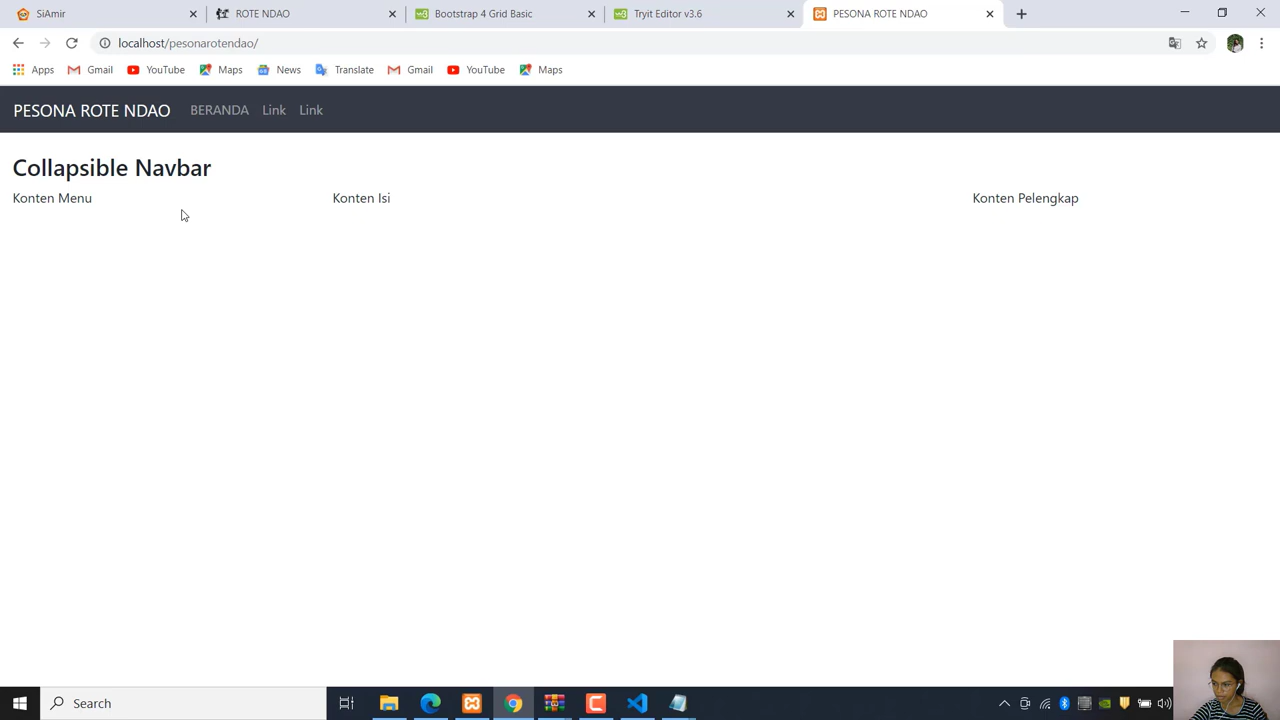 SiAmir
ROTE NDAO
Bootstrap 4 Grid Basic
Tryit Editor v3.6
PESONA ROTE NDAO
localhost/pesonarotendao/
Apps Gmail YouTube Maps News Translate Gmail YouTube Maps
PESONA ROTE NDAO BERANDA Link Link
Collapsible Navbar
Konten Menu Konten Isi Konten Pelengkap
Search